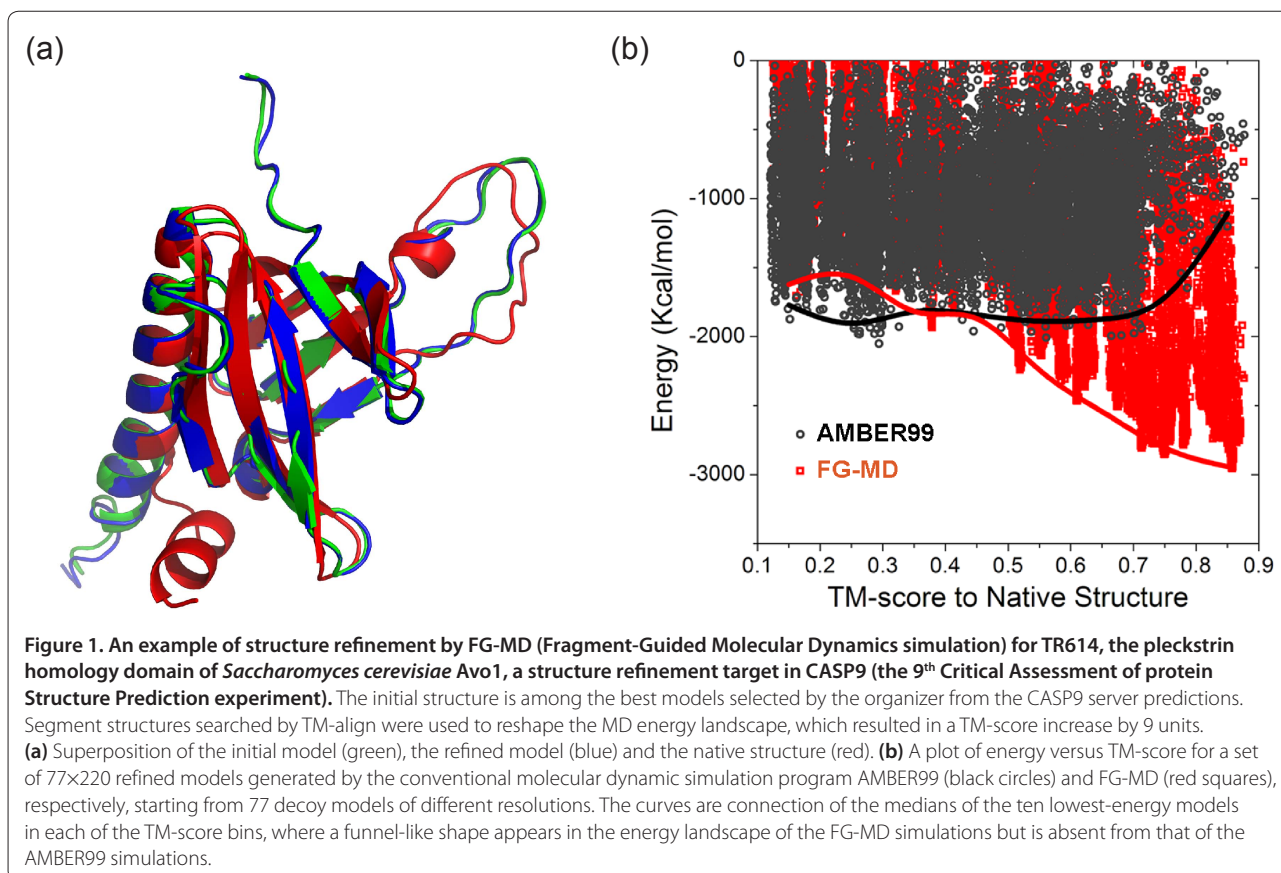 (a)
(b)
0
-1000
-2000
-3000
Energy (Kcal/mol)
AMBER99
FG-MD
0.1 0.2 0.3 0.4 0.5 0.6 0.7 0.8 0.9
TM-score to Native Structure
Figure 1. An example of structure refinement by FG-MD (Fragment-Guided Molecular Dynamics simulation) for TR614, the pleckstrin
homology domain of Saccharomyces cerevisiae Avo1, a structure refinement target in CASP9 (the 9th Critical Assessment of protein
Structure Prediction experiment). The initial structure is among the best models selected by the organizer from the CASP9 server predictions.
Segment structures searched by TM-align were used to reshape the MD energy landscape, which resulted in a TM-score increase by 9 units.
(a) Superposition of the initial model (green), the refined model (blue) and the native structure (red). (b) A plot of energy versus TM-score for a set
of 77×220 refined models generated by the conventional molecular dynamic simulation program AMBER99 (black circles) and FG-MD (red squares),
respectively, starting from 77 decoy models of different resolutions. The curves are connection of the medians of the ten lowest-energy models
in each of the TM-score bins, where a funnel-like shape appears in the energy landscape of the FG-MD simulations but is absent from that of the
AMBER99 simulations.